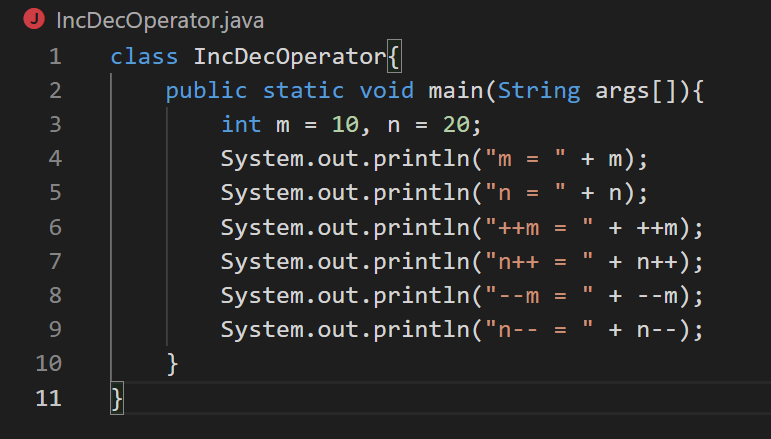 J IncDecOperator.java
1 class IncDecOperator{
2     public static void main(String args[]){
3         int m = 10, n = 20;
4         System.out.println("m = " + m);
5         System.out.println("n = " + n);
6         System.out.println("++m = " + ++m);
7         System.out.println("n++ = " + n++);
8         System.out.println("--m = " + --m);
9         System.out.println("n-- = " + n--);
10     }
11 }